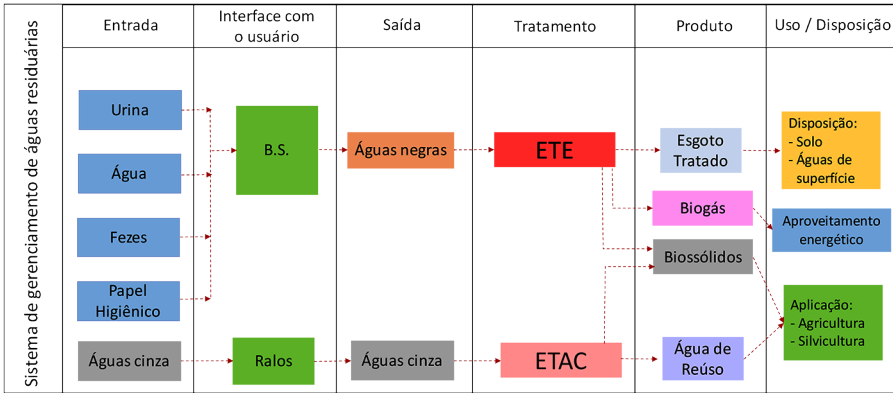 Sistema de gerenciamento de águas residuárias
Entrada
Interface com
o usuário
Saída
Tratamento
Produto
Uso / Disposição
Urina
Água
Fezes
Papel
Higiênico
Águas cinza
B.S.
Ralos
Águas negras
Águas cinza
ETE
ETAC
Esgoto
Tratado
Biogás
Biossólidos
Água de
Reúso
Disposição:
- Solo
- Águas de
superfície
Aproveitamento
energético
Aplicação:
- Agricultura
- Silvicultura